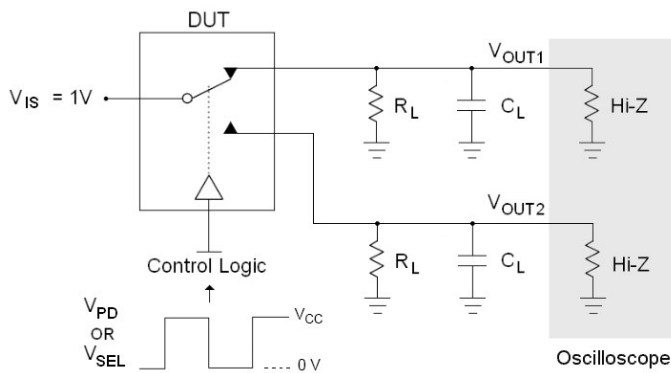 DUT
V_OUT1
V_IS = 1V
R_L
C_L
Hi-Z
V_OUT2
Control Logic
R_L
C_L
Hi-Z
V_PD
OR
V_SEL
V_CC
0 V
Oscilloscope